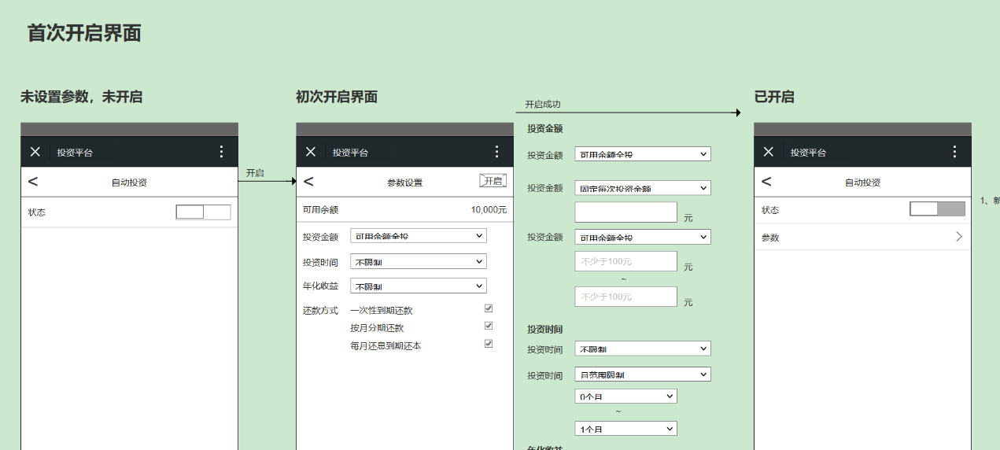 首次开启界面
未设置参数，未开启
投资平台
<
自动投资
状态
开启
初次开启界面
投资平台
<
参数设置
开启
可用余额
10,000元
投资金额
可用余额全投
投资时间
不限制
年化收益
不限制
还款方式
一次性到期还款
按月分期还款
每月还息到期还本
开启成功
投资金额
投资金额
可用余额全投
投资金额
固定每次投资金额
元
投资金额
可用余额全投
不少于100元
元
~
不少于100元
元
投资时间
投资时间
不限制
投资时间
月范围限制
0个月
~
1个月
年化收益
已开启
投资平台
<
自动投资
状态
参数
1、新